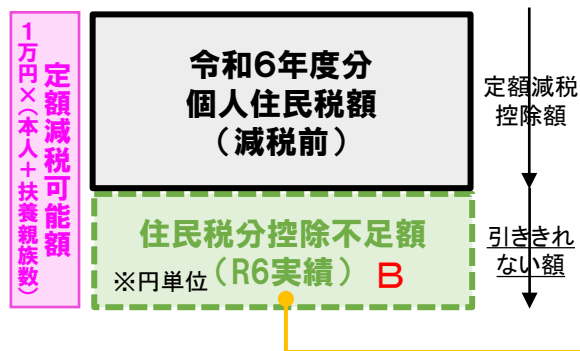 定額減税可能額
1万円×(本人+扶養親族数)
令和6年度分
個人住民税額
(減税前)
定額減税
控除額
住民税分控除不足額
※円単位(R6実績) B
引ききれ
ない額